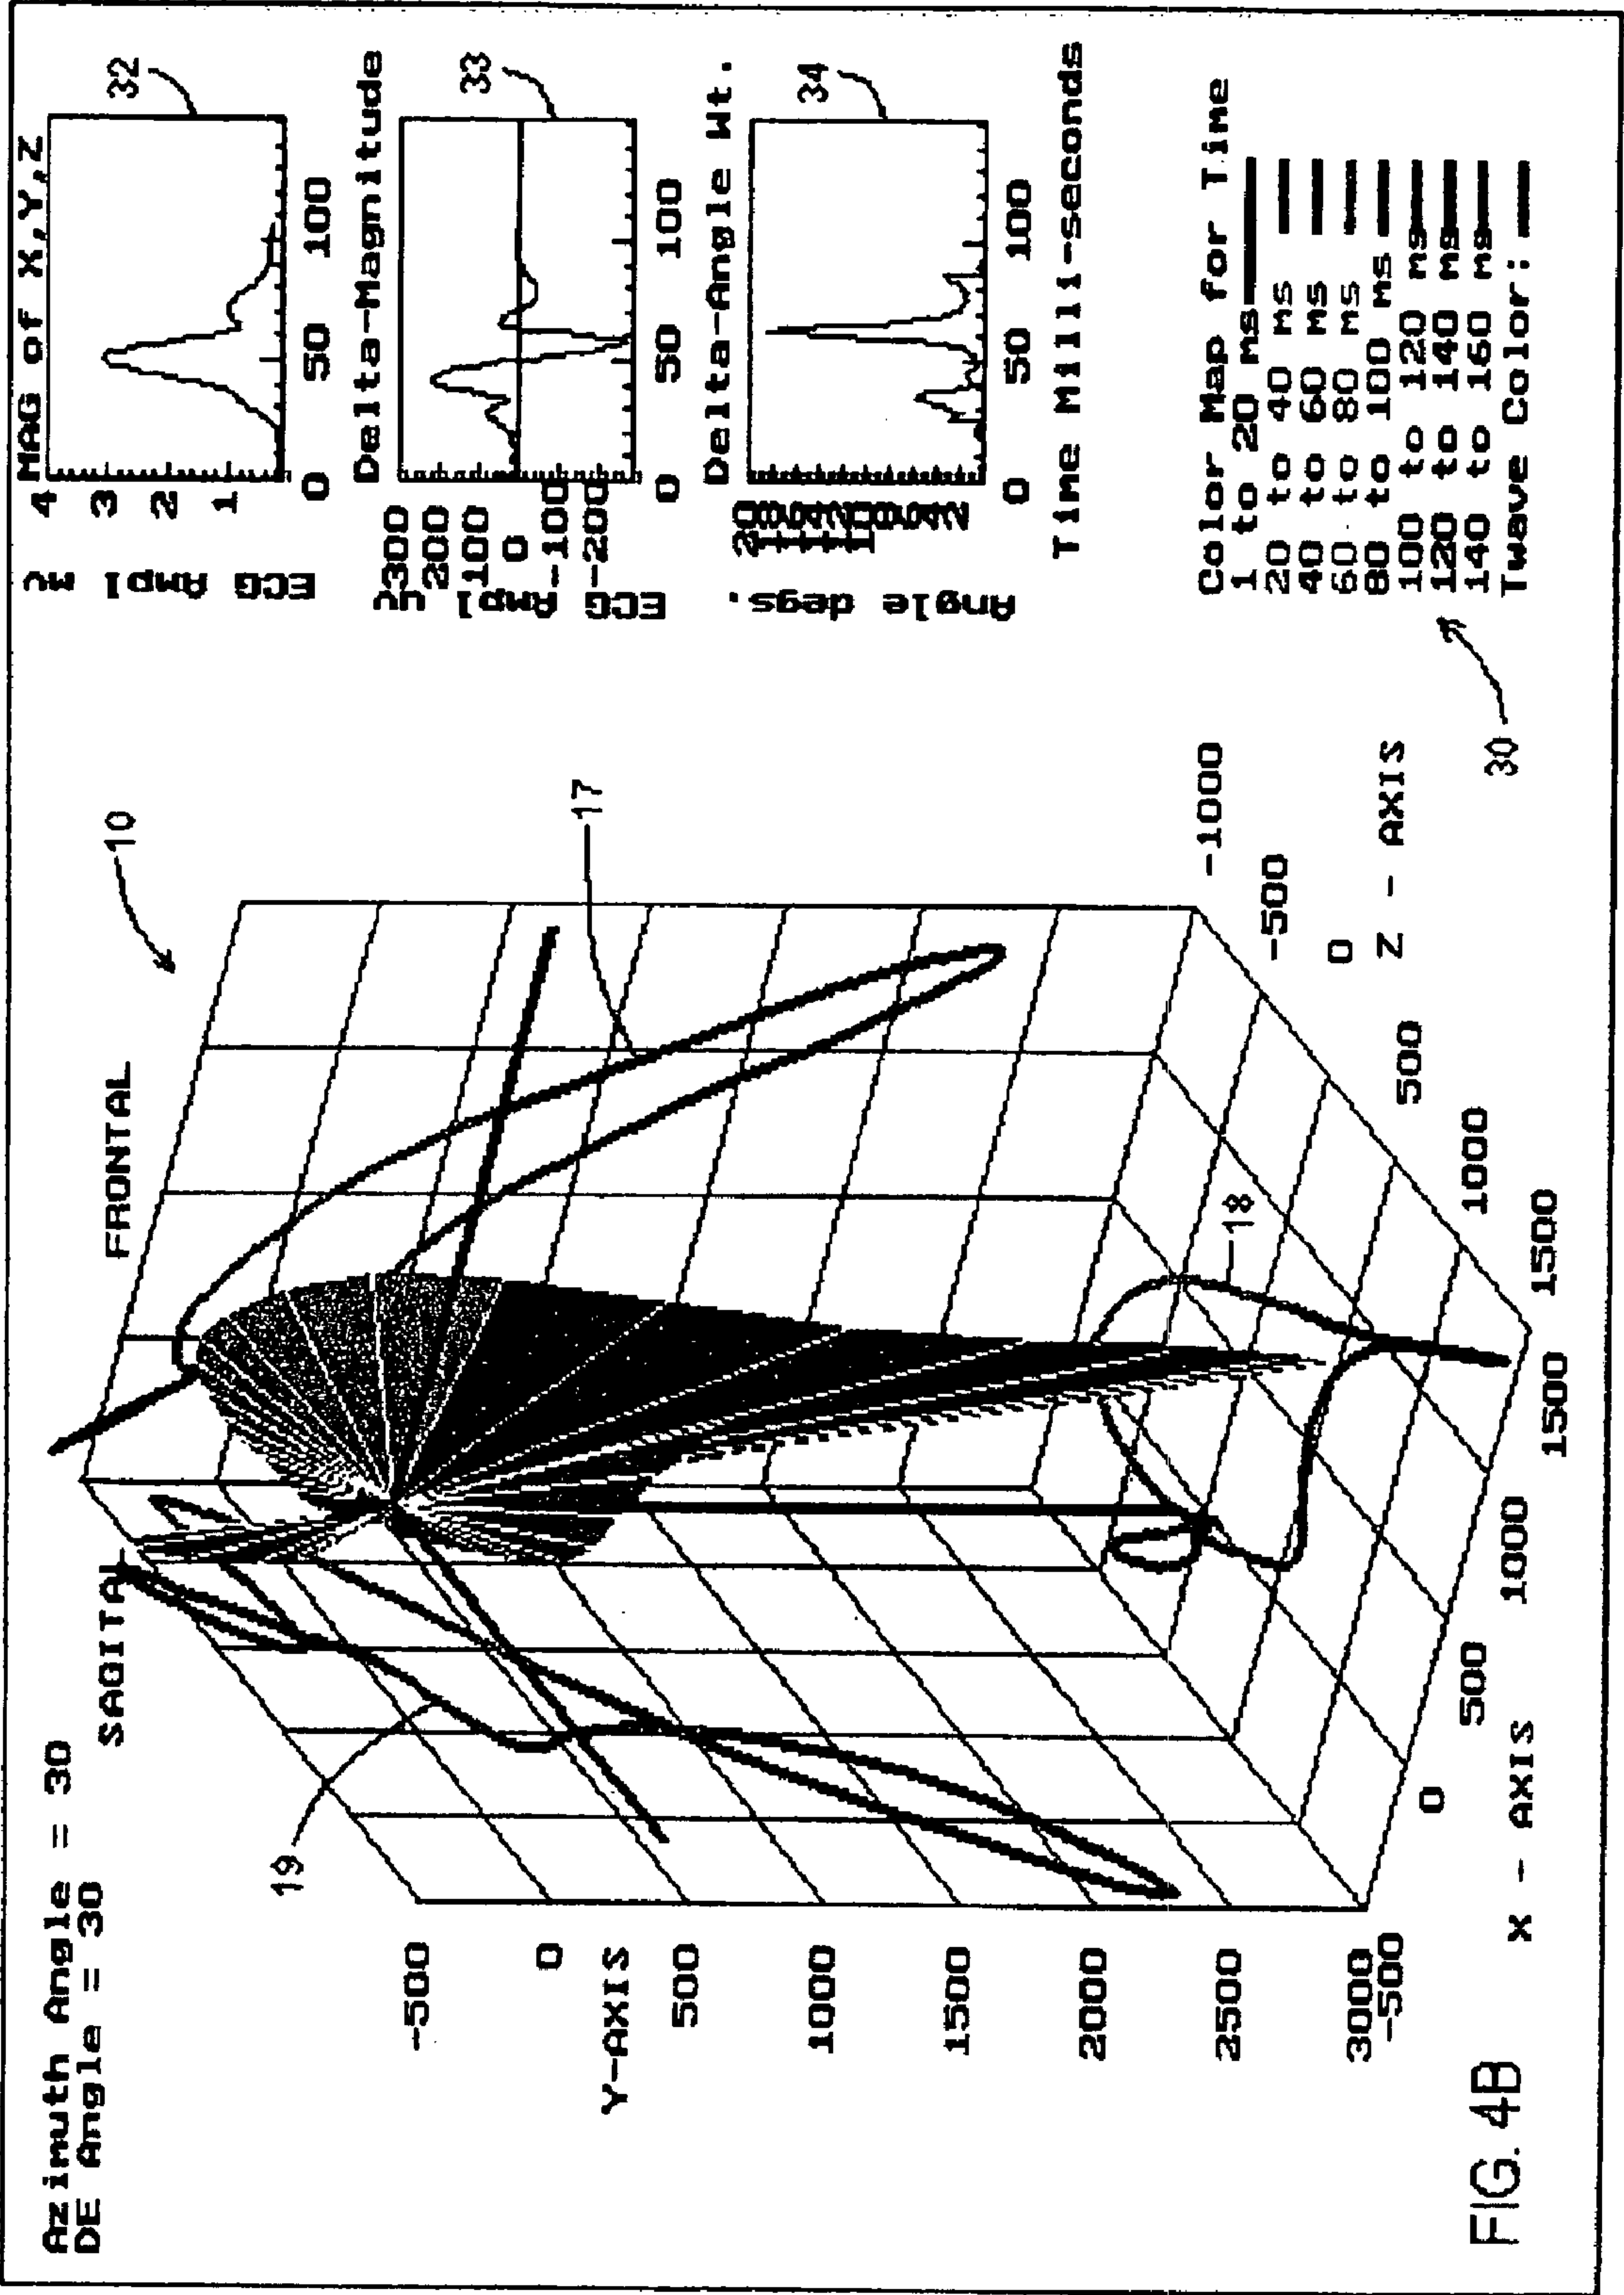 Azimuth Angle = 30
DE Angle = 30
SAGITAL
FRONTAL
10
17
18
19
-500
0
Y-AXIS
500
1000
1500
2000
2500
3000
-500
0
500
1000
1500
X - AXIS
1500
1000
500
0
-500
-1000
Z - AXIS
MAG of X,Y,Z
4
3
2
1
ECG Ampl mv
0 50 100
32
Delta-Magnitude
300
200
100
0
-100
-200
ECG Ampl uv
0 50 100
33
Delta-Angle Wt.
Angle degs.
0 50 100
34
Time Milli-seconds
Color Map for Time
1 to 20 ms
20 to 40 ms
40 to 60 ms
60 to 80 ms
80 to 100 ms
100 to 120 ms
120 to 140 ms
140 to 160 ms
Twave Color:
30
FIG. 4B